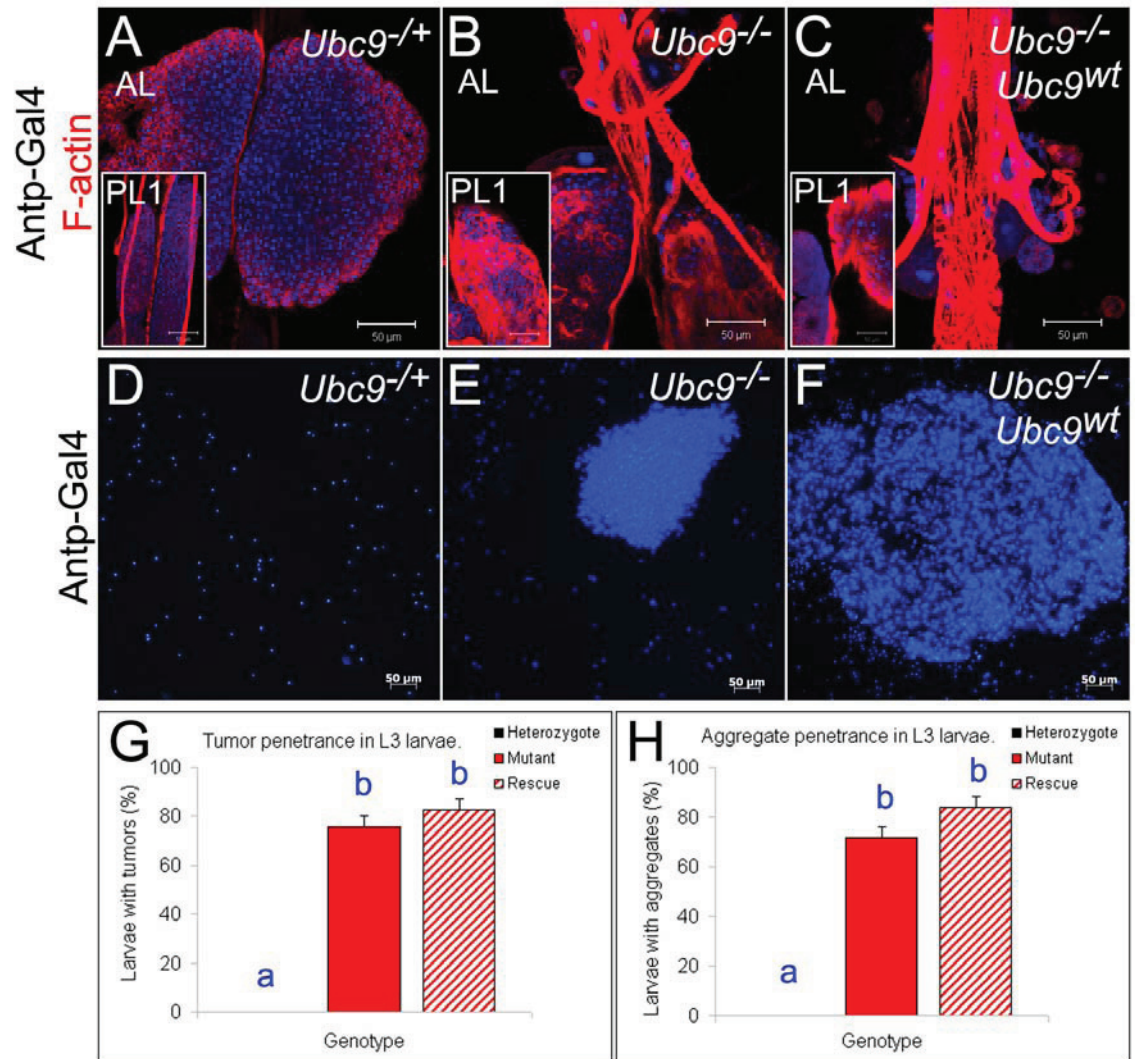 Antp-Gal4
F-actin
A
Ubc9-/+
AL
PL1
50 µm
B
Ubc9-/-
AL
PL1
50 µm
C
Ubc9-/-
Ubc9wt
AL
PL1
50 µm
Antp-Gal4
D
Ubc9-/+
50 µm
E
Ubc9-/-
50 µm
F
Ubc9-/-
Ubc9wt
50 µm
G
Tumor penetrance in L3 larvae.
Heterozygote
Mutant
Rescue
Larvae with tumors (%)
100
80
60
40
20
0
a
b
b
Genotype
H
Aggregate penetrance in L3 larvae.
Heterozygote
Mutant
Rescue
Larvae with aggregates (%)
100
80
60
40
20
0
a
b
b
Genotype